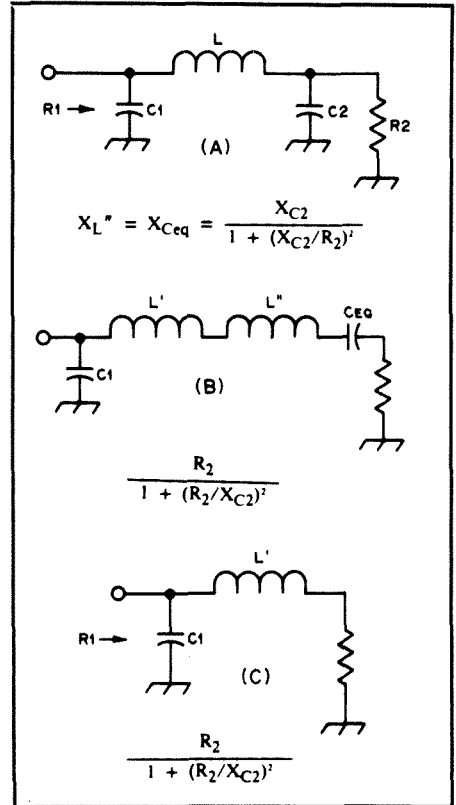 L
R1 → C1 C2 R2
(A)
X_L" = X_Ceq = X_C2 / (1 + (X_C2/R_2)²)
L' L" CEQ
C1
(B)
R_2 / (1 + (R_2/X_C2)²)
L'
R1 → C1
(C)
R_2 / (1 + (R_2/X_C2)²)